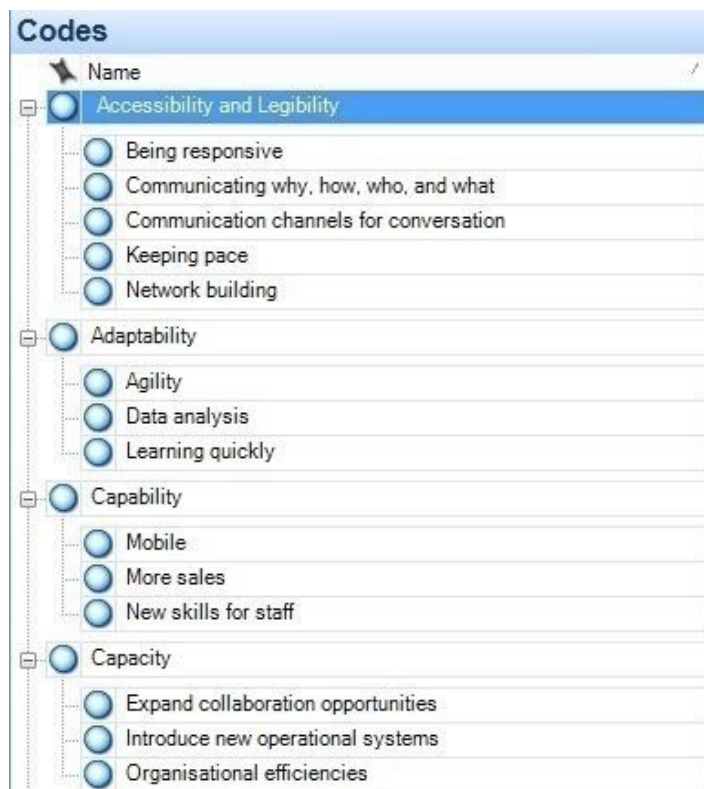 Codes
Name
Accessibility and Legibility
Being responsive
Communicating why, how, who, and what
Communication channels for conversation
Keeping pace
Network building
Adaptability
Agility
Data analysis
Learning quickly
Capability
Mobile
More sales
New skills for staff
Capacity
Expand collaboration opportunities
Introduce new operational systems
Organisational efficiencies